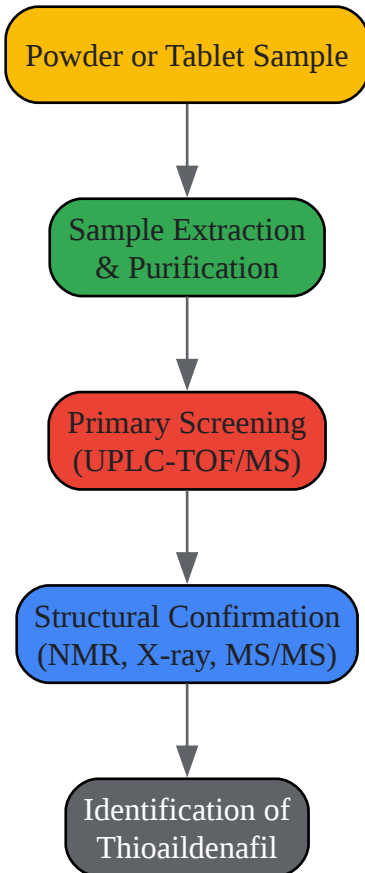 Powder or Tablet Sample
Sample Extraction
& Purification
Primary Screening
(UPLC-TOF/MS)
Structural Confirmation
(NMR, X-ray, MS/MS)
Identification of
Thioaildenafil